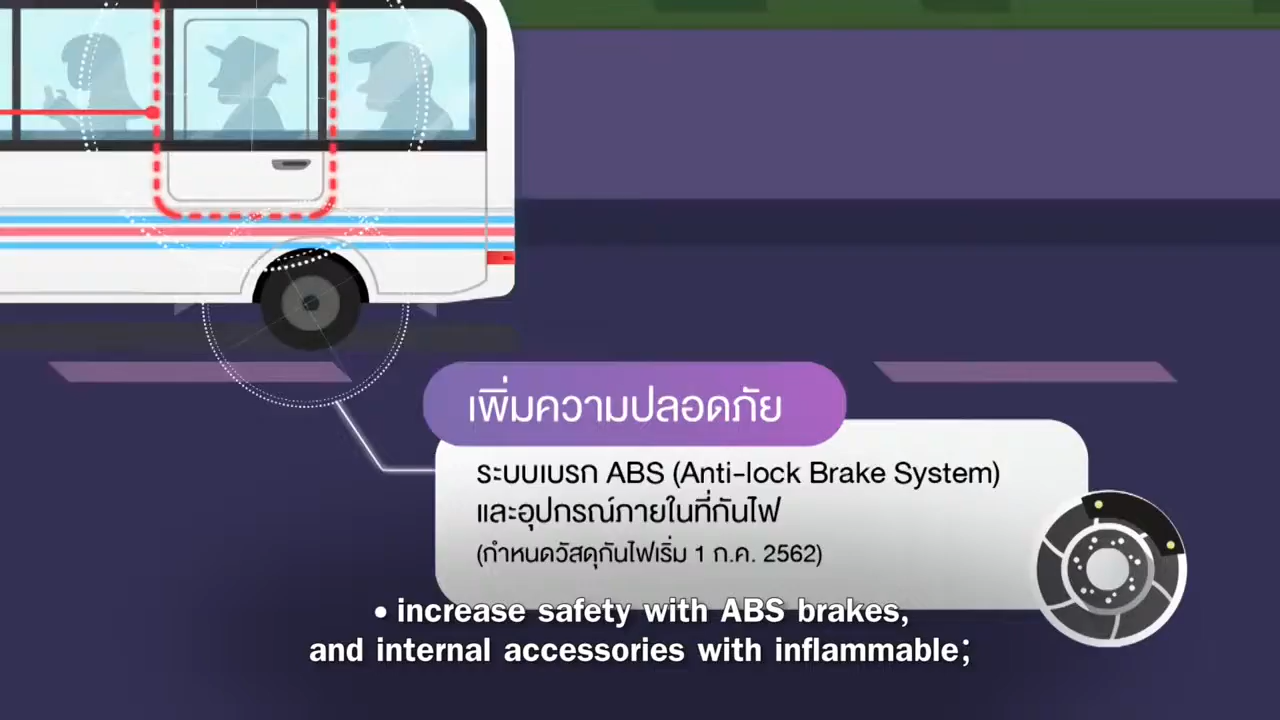 เพิ่มความปลอดภัย
ระบบเบรก ABS (Anti-lock Brake System)
และอุปกรณ์ภายในที่กันไฟ
(กำหนดวัสดุกันไฟเริ่ม 1 ก.ค. 2562)
• increase safety with ABS brakes,
and internal accessories with inflammable;